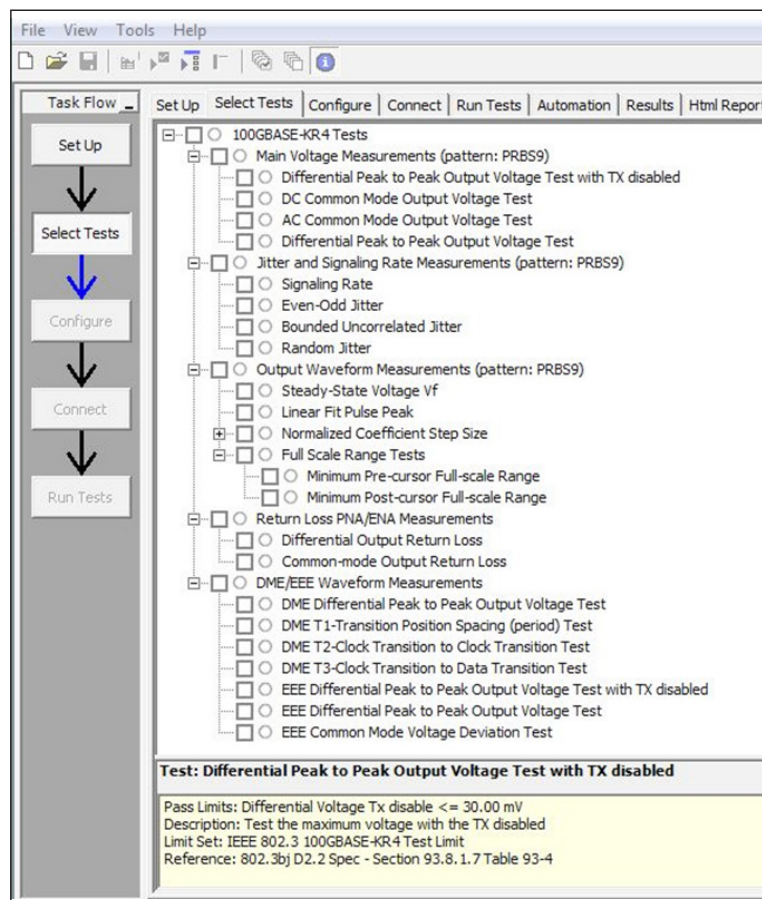 File View Tools Help
Task Flow
Set Up Select Tests Configure Connect Run Tests Automation Results Html Report
Set Up
Select Tests
Configure
Connect
Run Tests
100GBASE-KR4 Tests
Main Voltage Measurements (pattern: PRBS9)
Differential Peak to Peak Output Voltage Test with TX disabled
DC Common Mode Output Voltage Test
AC Common Mode Output Voltage Test
Differential Peak to Peak Output Voltage Test
Jitter and Signaling Rate Measurements (pattern: PRBS9)
Signaling Rate
Even-Odd Jitter
Bounded Uncorrelated Jitter
Random Jitter
Output Waveform Measurements (pattern: PRBS9)
Steady-State Voltage Vf
Linear Fit Pulse Peak
Normalized Coefficient Step Size
Full Scale Range Tests
Minimum Pre-cursor Full-scale Range
Minimum Post-cursor Full-scale Range
Return Loss PNA/ENA Measurements
Differential Output Return Loss
Common-mode Output Return Loss
DME/EEE Waveform Measurements
DME Differential Peak to Peak Output Voltage Test
DME T1-Transition Position Spacing (period) Test
DME T2-Clock Transition to Clock Transition Test
DME T3-Clock Transition to Data Transition Test
EEE Differential Peak to Peak Output Voltage Test with TX disabled
EEE Differential Peak to Peak Output Voltage Test
EEE Common Mode Voltage Deviation Test
Test: Differential Peak to Peak Output Voltage Test with TX disabled
Pass Limits: Differential Voltage Tx disable <= 30.00 mV
Description: Test the maximum voltage with the TX disabled
Limit Set: IEEE 802.3 100GBASE-KR4 Test Limit
Reference: 802.3bj D2.2 Spec - Section 93.8.1.7 Table 93-4